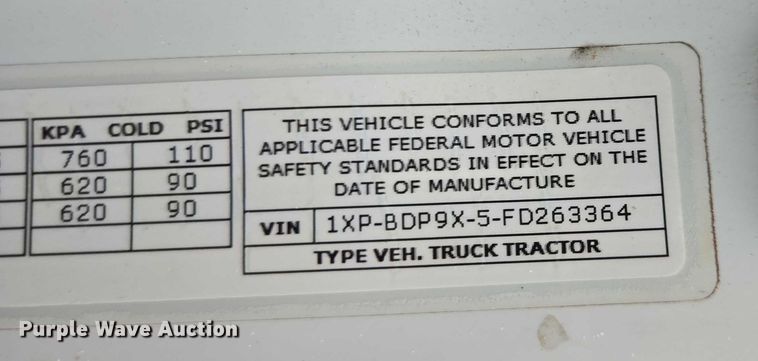 KPA COLD PSI
760 110
620 90
620 90
THIS VEHICLE CONFORMS TO ALL
APPLICABLE FEDERAL MOTOR VEHICLE
SAFETY STANDARDS IN EFFECT ON THE
DATE OF MANUFACTURE
VIN 1XP-BDP9X-5-FD263364
TYPE VEH. TRUCK TRACTOR
Purple Wave Auction